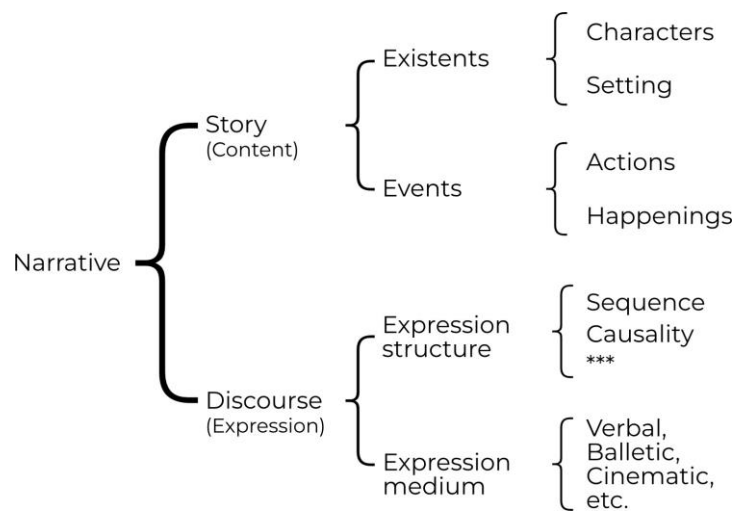 Narrative
Story
(Content)
Existents
Characters
Setting
Events
Actions
Happenings
Discourse
(Expression)
Expression
structure
Sequence
Causality
***
Expression
medium
Verbal,
Balletic,
Cinematic,
etc.